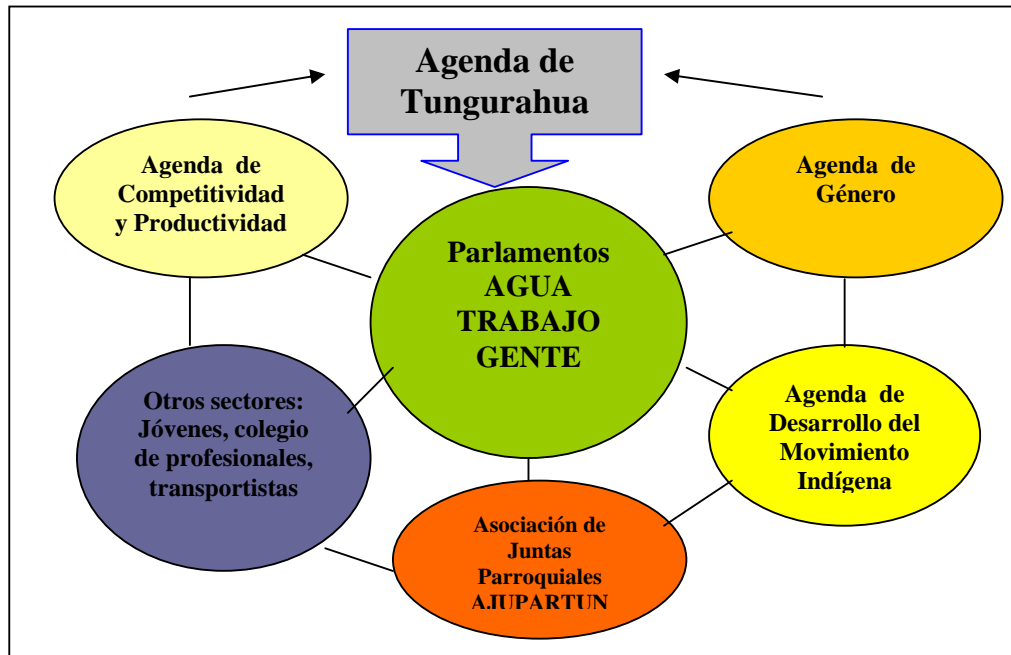 Agenda de
Tungurahua
Agenda de
Competitividad
y Productividad
Agenda de
Género
Parlamentos
AGUA
TRABAJO
GENTE
Otros sectores:
Jóvenes, colegio
de profesionales,
transportistas
Agenda de
Desarrollo del
Movimiento
Indígena
Asociación de
Juntas
Parroquiales
AJUPARTUN